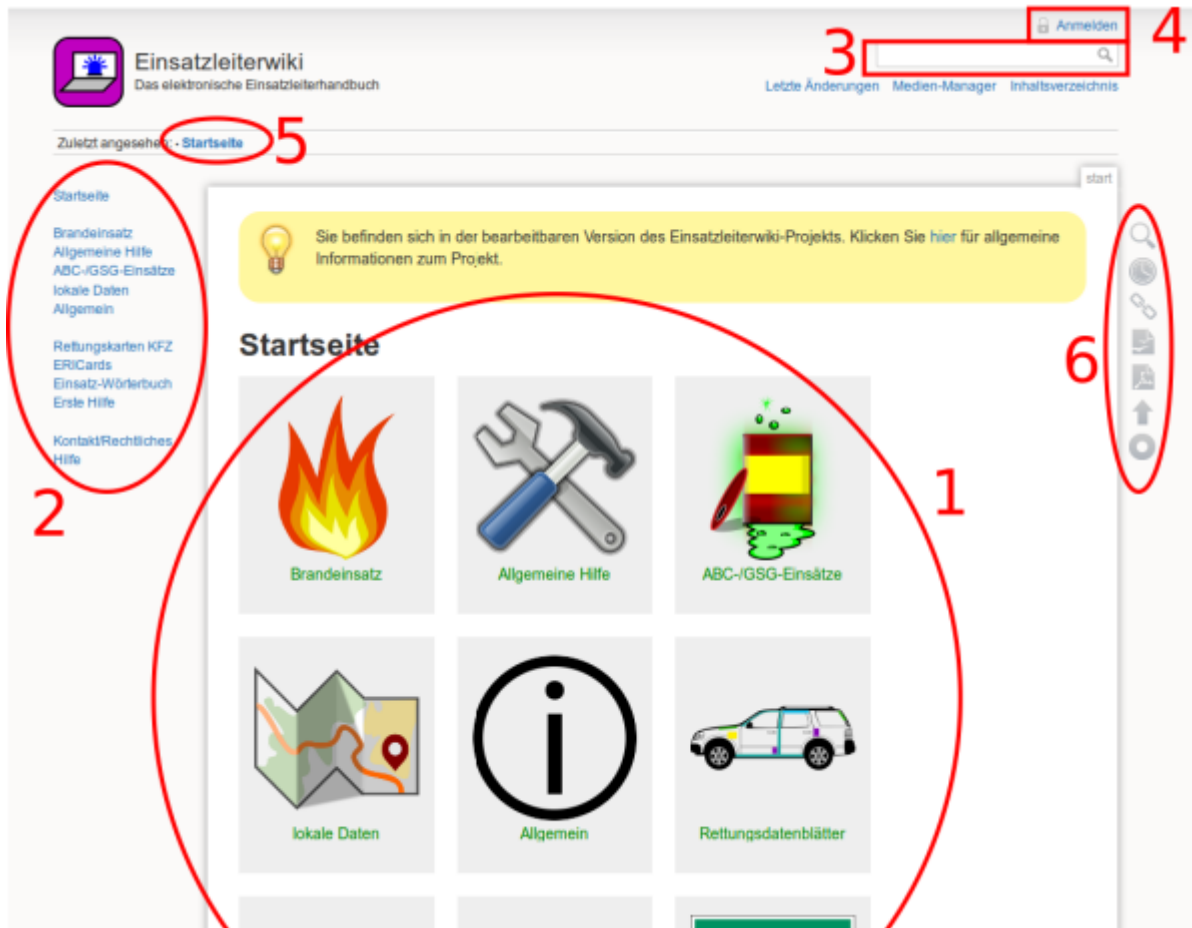 Anmelden
4
3
Einsatzleiterwiki
Das elektronische Einsatzleiterhandbuch
Letzte Änderungen Medien-Manager Inhaltsverzeichnis
Zuletzt angesehen: • Startseite
5
start
Startseite
Brandeinsatz
Allgemeine Hilfe
ABC-/GSG-Einsätze
lokale Daten
Allgemein
Rettungskarten KFZ
ERICards
Einsatz-Wörterbuch
Erste Hilfe
Kontakt/Rechtliches
Hilfe
2
Sie befinden sich in der bearbeitbaren Version des Einsatzleiterwiki-Projekts. Klicken Sie hier für allgemeine
Informationen zum Projekt.
Startseite
6
1
Brandeinsatz
Allgemeine Hilfe
ABC-/GSG-Einsätze
lokale Daten
Allgemein
Rettungsdatenblätter